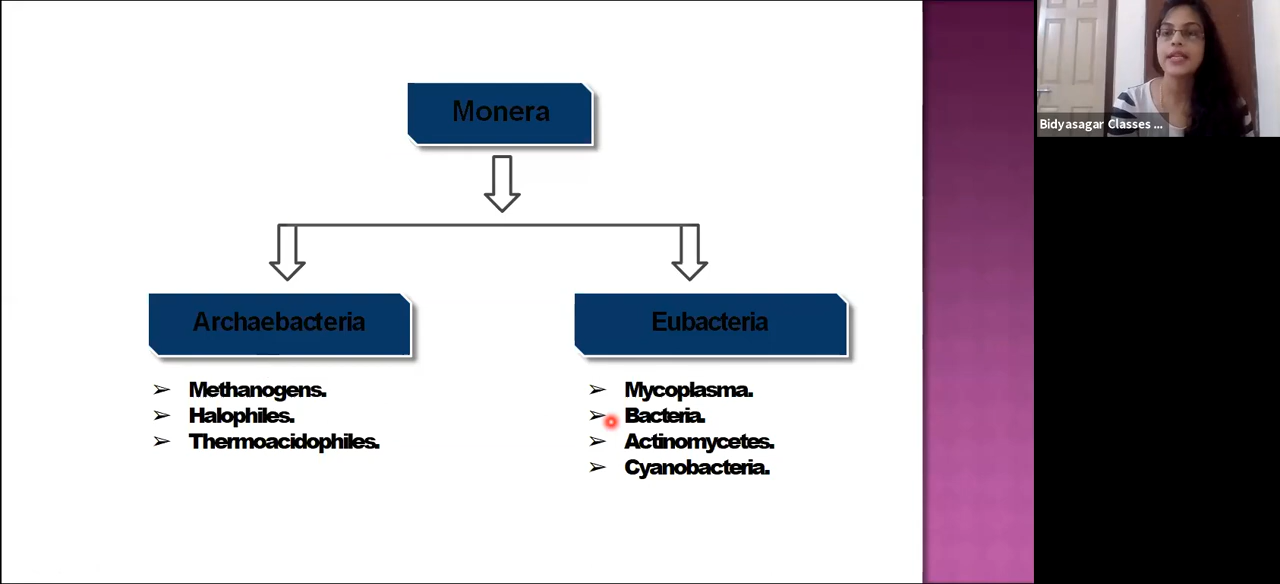 Monera
Bidyasagar Classes ...
Archaebacteria
Eubacteria
Methanogens.
Halophiles.
Thermoacidophiles.
Mycoplasma.
Bacteria.
Actinomycetes.
Cyanobacteria.